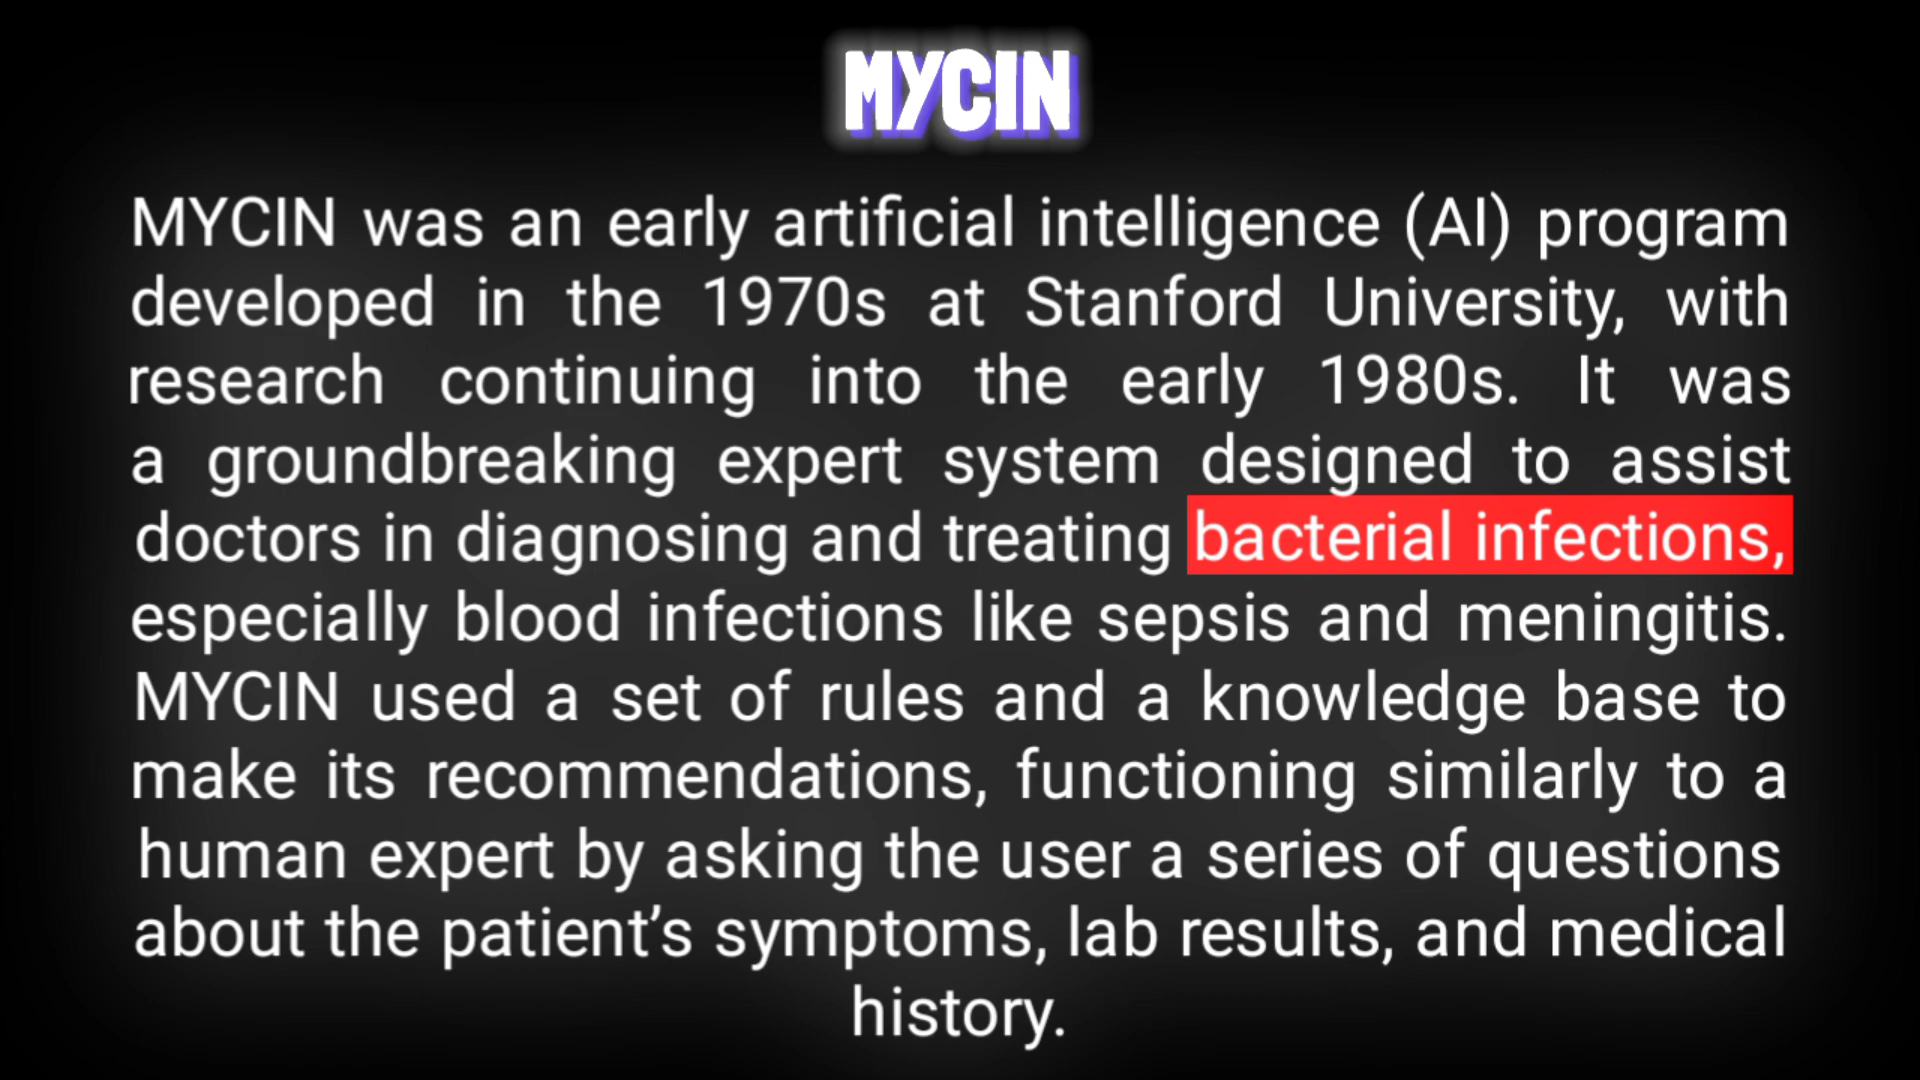 MYCIN
MYCIN was an early artificial intelligence (AI) program
developed in the 1970s at Stanford University, with
research continuing into the early 1980s. It was
a groundbreaking expert system designed to assist
doctors in diagnosing and treating bacterial infections,
especially blood infections like sepsis and meningitis.
MYCIN used a set of rules and a knowledge base to
make its recommendations, functioning similarly to a
human expert by asking the user a series of questions
about the patient’s symptoms, lab results, and medical
history.